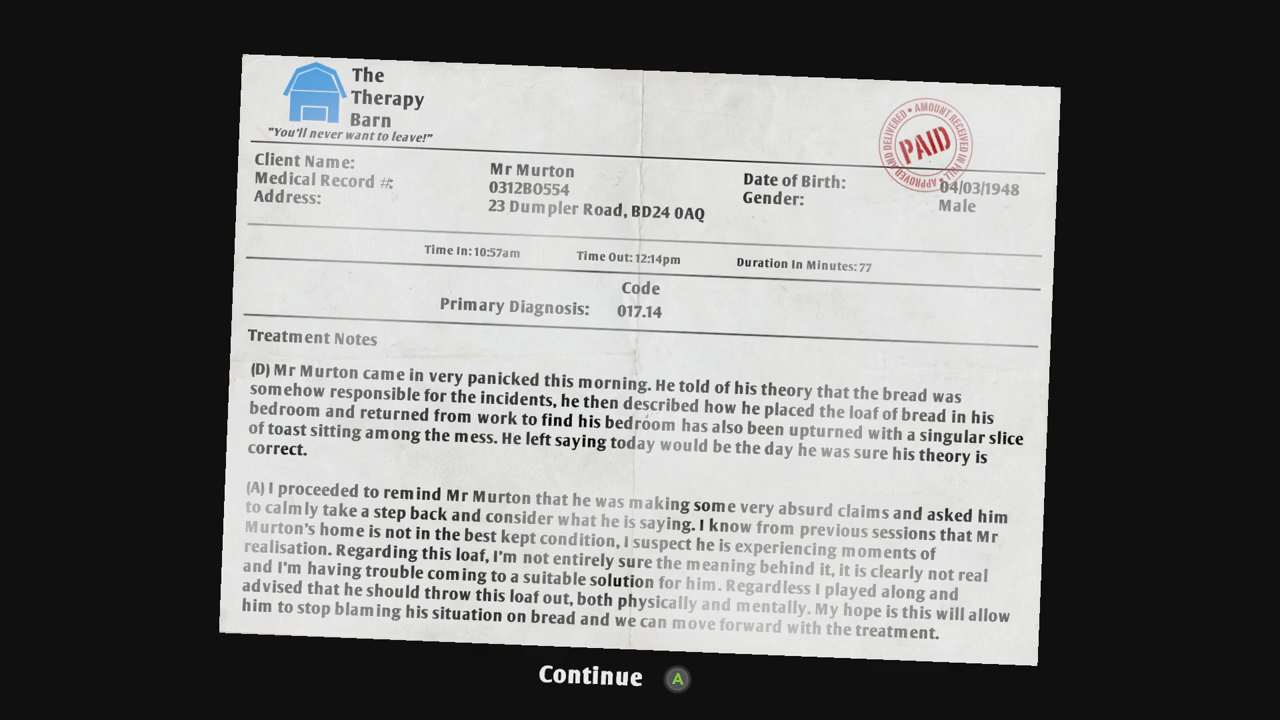 The
Therapy
Barn
"You'll never want to leave!"
AMOUNT RECEIVED IN FULL • APPROVED AND DELIVERED •
PAID
Client Name: Mr Murton Date of Birth: 04/03/1948
Medical Record #: 0312B0554 Gender: Male
Address: 23 Dumpler Road, BD24 0AQ
Time In: 10:57am Time Out: 12:14pm Duration In Minutes: 77
Code
Primary Diagnosis: 017.14
Treatment Notes
(D) Mr Murton came in very panicked this morning. He told of his theory that the bread was
somehow responsible for the incidents, he then described how he placed the loaf of bread in his
bedroom and returned from work to find his bedroom has also been upturned with a singular slice
of toast sitting among the mess. He left saying today would be the day he was sure his theory is
correct.
(A) I proceeded to remind Mr Murton that he was making some very absurd claims and asked him
to calmly take a step back and consider what he is saying. I know from previous sessions that Mr
Murton's home is not in the best kept condition, I suspect he is experiencing moments of
realisation. Regarding this loaf, I'm not entirely sure the meaning behind it, it is clearly not real
and I'm having trouble coming to a suitable solution for him. Regardless I played along and
advised that he should throw this loaf out, both physically and mentally. My hope is this will allow
him to stop blaming his situation on bread and we can move forward with the treatment.
Continue A